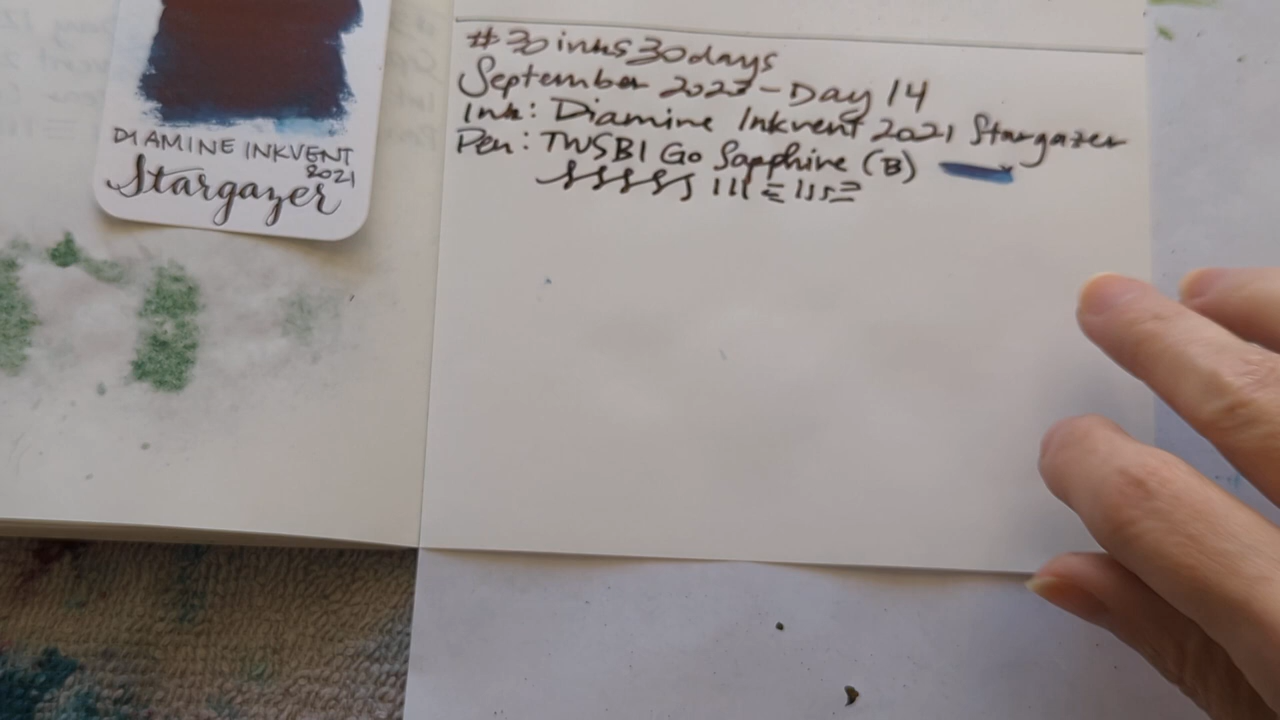 DIAMINE INKVENT
2021
Stargazer
#30inks30days
September 2023 - Day 14
Ink: Diamine Inkvent 2021 Stargazer
Pen: TWSBI Go Sapphire (B)